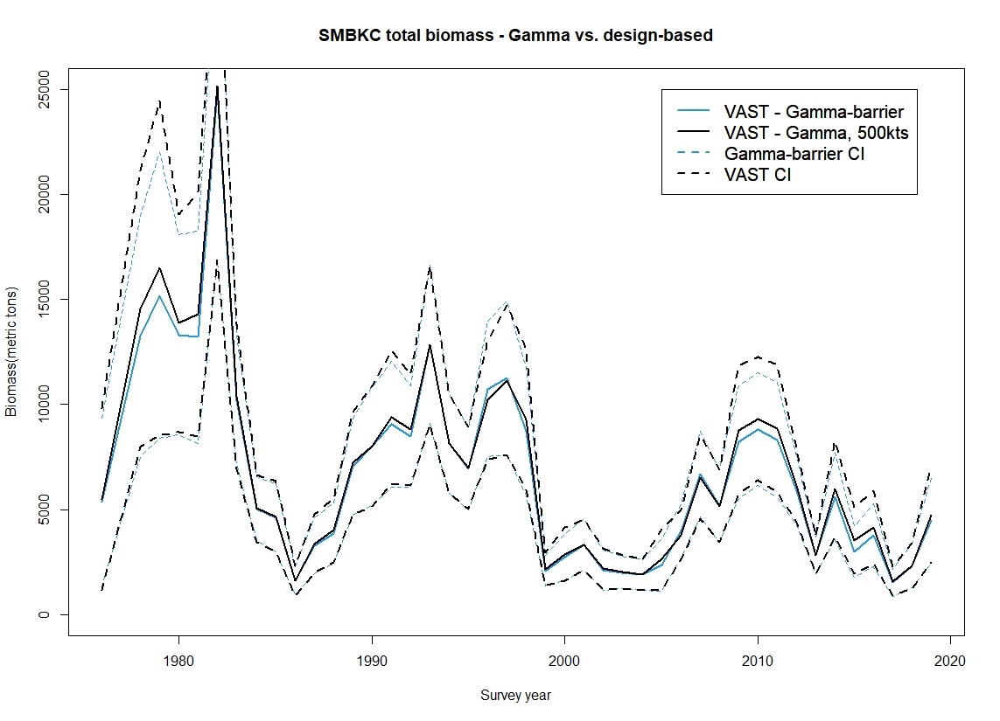 SMBKC total biomass - Gamma vs. design-based
VAST - Gamma-barrier
VAST - Gamma, 500kts
Gamma-barrier CI
VAST CI
Biomass(metric tons)
25000
20000
15000
10000
5000
0
1980 1990 2000 2010 2020
Survey year